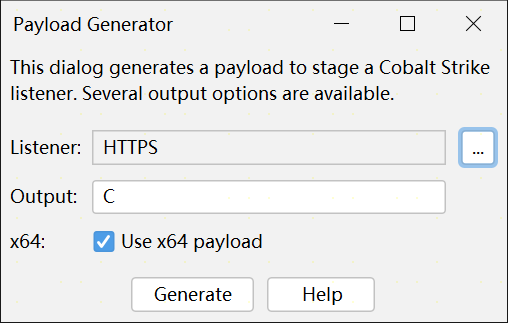 Payload Generator
This dialog generates a payload to stage a Cobalt Strike
listener. Several output options are available.
Listener: HTTPS ...
Output: C
x64: Use x64 payload
Generate Help